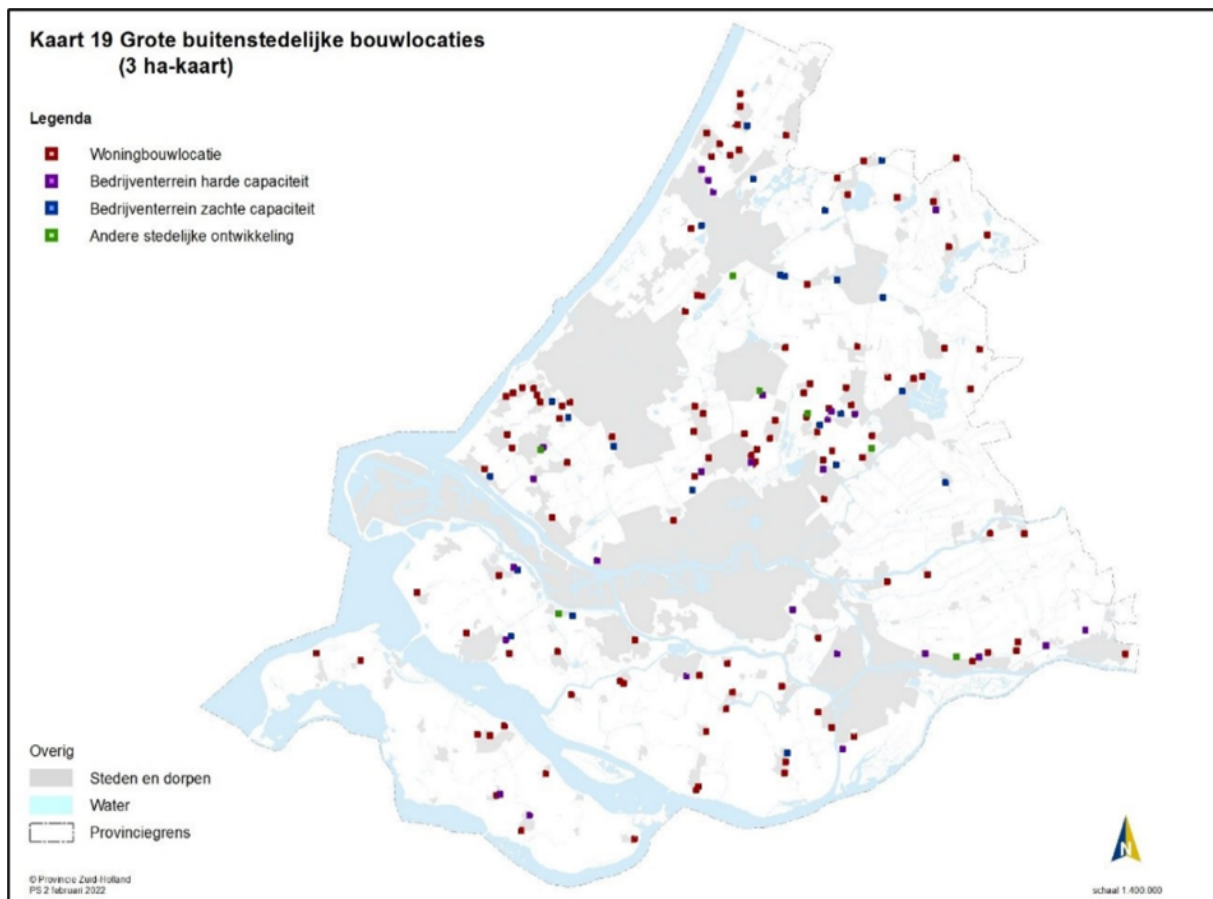 Kaart 19 Grote buitenstedelijke bouwlocaties
(3 ha-kaart)
Legenda
Woningbouwlocatie
Bedrijventerrein harde capaciteit
Bedrijventerrein zachte capaciteit
Andere stedelijke ontwikkeling
Overig
Steden en dorpen
Water
Provinciegrens
© Provincie Zuid-Holland
PS 2 februari 2022
N
schaal 1:400.000